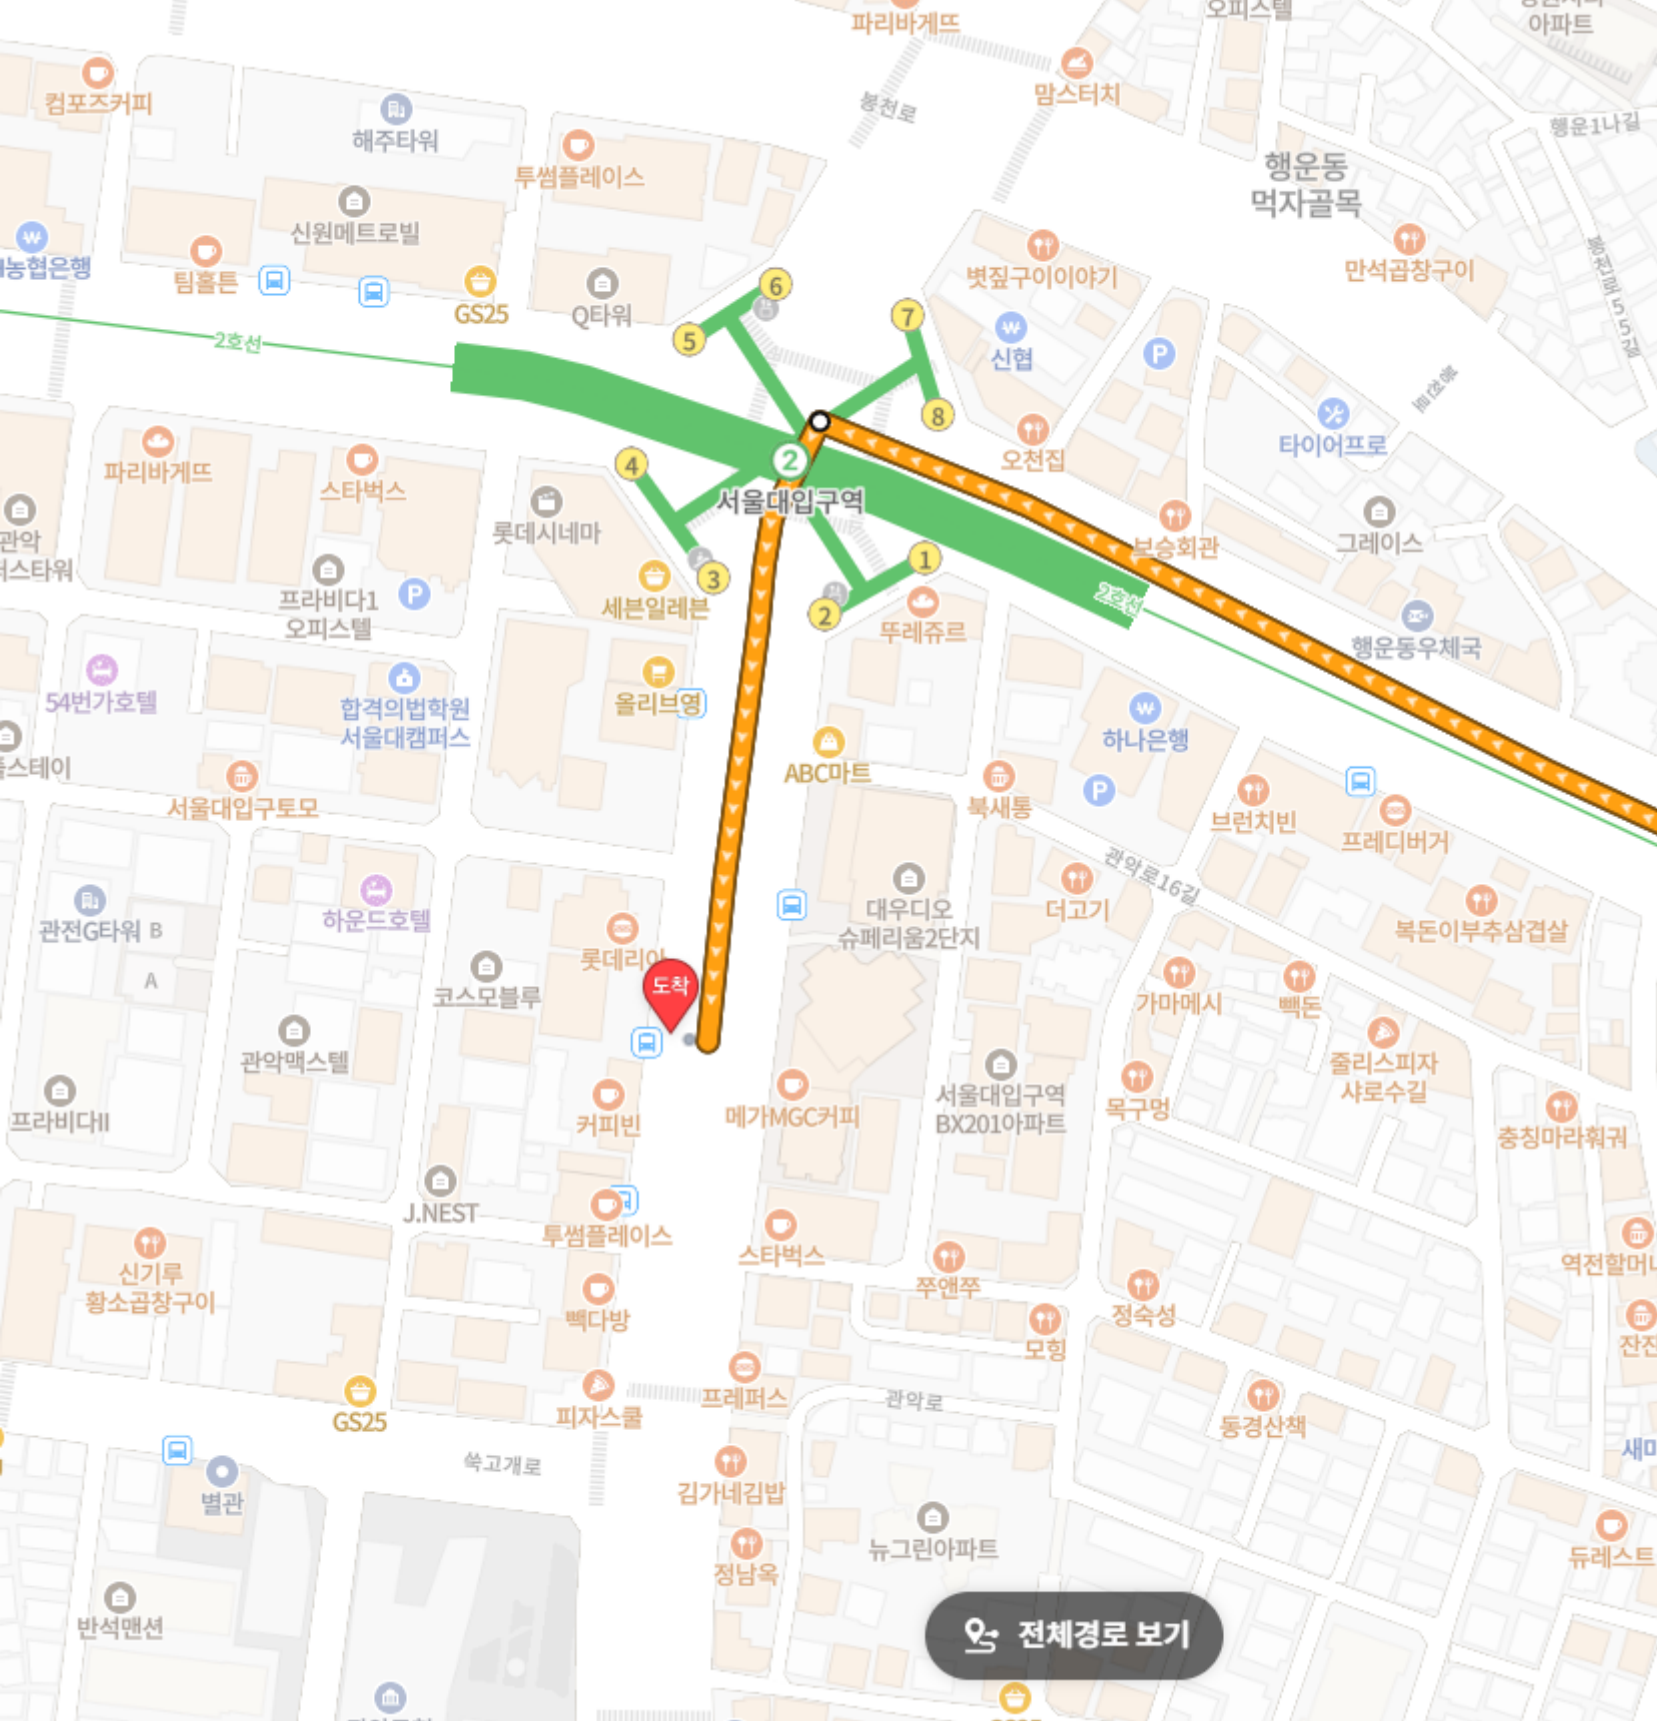 파리바게뜨
오피스텔
아파트
컴포즈커피
맘스터치
봉천로
행운1나길
해주타워
투썸플레이스
행운동
먹자골목
신원메트로빌
농협은행
팀홀튼
볏짚구이이야기
만석곱창구이
6
GS25
Q타워
7
2호선
5
신협
P
봉천로
8
타이어프로
오천집
파리바게뜨
스타벅스
4
2
서울대입구역
롯데시네마
관악
그레이스
보승회관
1
3
프라비다1
오피스텔
P
세븐일레븐
2
2호선
뚜레쥬르
행운동우체국
54번가호텔
합격의법학원
서울대캠퍼스
올리브영
하나은행
ABC마트
P
서울대입구토모
북새통
브런치빈
프레디버거
관악로16길
관전G타워 B
A
하운드호텔
대우디오
슈페리움2단지
더고기
복돈이부추삼겹살
롯데리아
코스모블루
도착
가마메시
빽돈
관악맥스텔
줄리스피자
샤로수길
프라비다II
커피빈
메가MGC커피
서울대입구역
BX201아파트
목구멍
충칭마라훠궈
J.NEST
투썸플레이스
스타벅스
신기루
황소곱창구이
쭈앤쭈
정숙성
역전할머니
빽다방
모힝
GS25
피자스쿨
프레퍼스
관악로
동경산책
쑥고개로
별관
김가네김밥
뉴그린아파트
정남옥
듀레스트
반석맨션
전체경로 보기